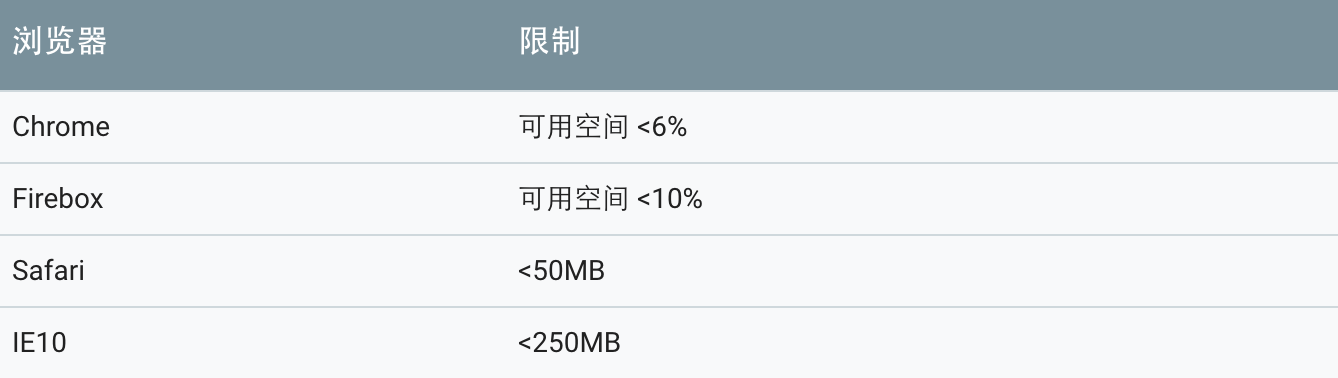 浏览器 限制
Chrome 可用空间 <6%
Firebox 可用空间 <10%
Safari <50MB
IE10 <250MB